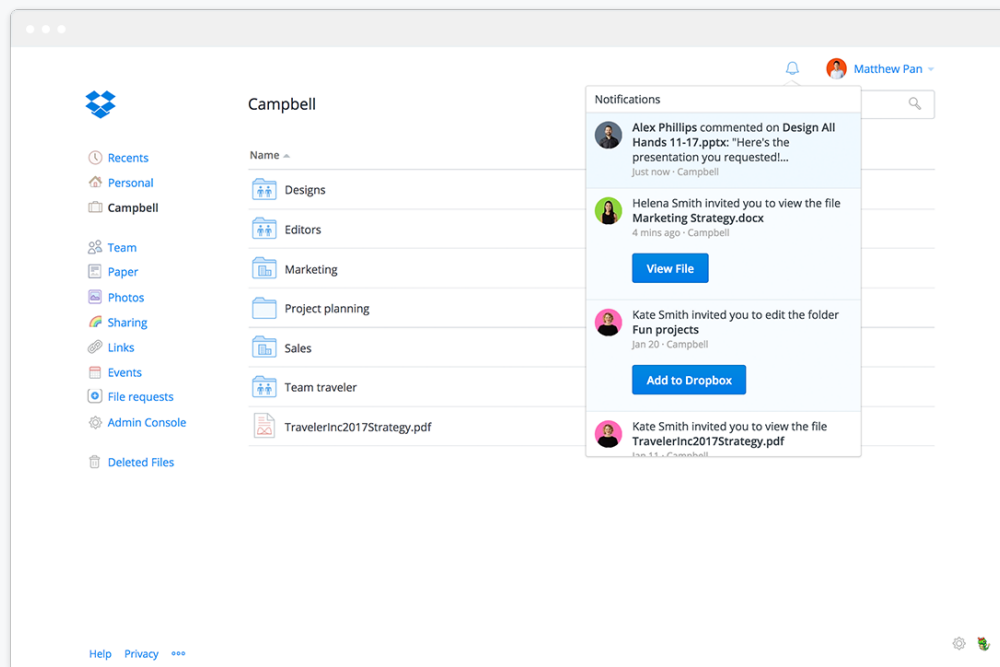 Matthew Pan
Campbell
Notifications
Recents
Personal
Campbell
Team
Paper
Photos
Sharing
Links
Events
File requests
Admin Console
Deleted Files
Name
Designs
Editors
Marketing
Project planning
Sales
Team traveler
TravelerInc2017Strategy.pdf
Alex Phillips commented on Design All
Hands 11-17.pptx: "Here's the
presentation you requested!...
Just now · Campbell
Helena Smith invited you to view the file
Marketing Strategy.docx
4 mins ago · Campbell
View File
Kate Smith invited you to edit the folder
Fun projects
Jan 20 · Campbell
Add to Dropbox
Kate Smith invited you to view the file
TravelerInc2017Strategy.pdf
Jan 11 · Campbell
Help Privacy